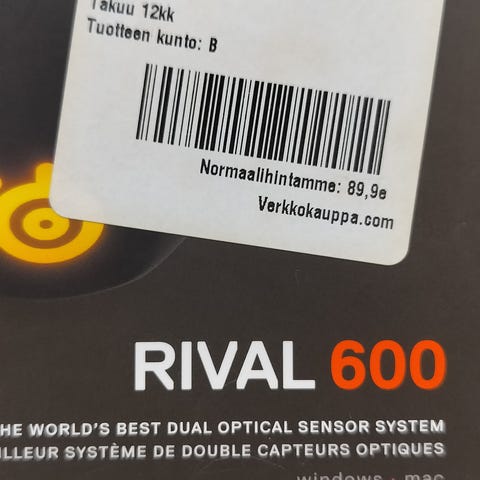 Takuu 12kk
Tuotteen kunto: B
Normaalihintamme: 89,9e
Verkkokauppa.com
RIVAL 600
HE WORLD'S BEST DUAL OPTICAL SENSOR SYSTEM
ILLEUR SYSTÈME DE DOUBLE CAPTEURS OPTIQUES
windows · mac